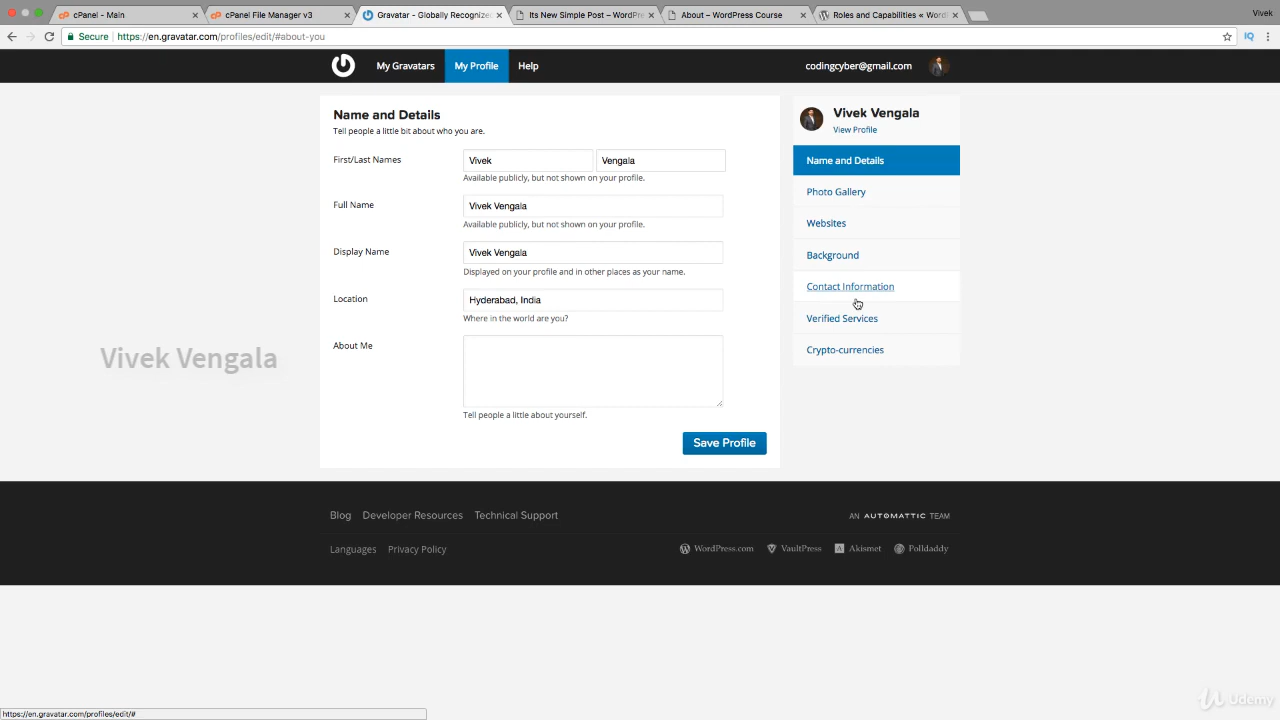 cPanel - Main
cPanel File Manager v3
Gravatar - Globally Recognize
Its New Simple Post – WordPre
About – WordPress Course
Roles and Capabilities « Word
Vivek
Secure
https://en.gravatar.com/profiles/edit/#about-you
My Gravatars
My Profile
Help
codingcyber@gmail.com
Name and Details
Tell people a little bit about who you are.
First/Last Names
Vivek
Vengala
Available publicly, but not shown on your profile.
Full Name
Vivek Vengala
Available publicly, but not shown on your profile.
Display Name
Vivek Vengala
Displayed on your profile and in other places as your name.
Location
Hyderabad, India
Where in the world are you?
About Me
Tell people a little about yourself.
Save Profile
Vivek Vengala
View Profile
Name and Details
Photo Gallery
Websites
Background
Contact Information
Verified Services
Crypto-currencies
Vivek Vengala
Blog
Developer Resources
Technical Support
AN AUTOMATTIC TEAM
Languages
Privacy Policy
WordPress.com
VaultPress
Akismet
Polldaddy
https://en.gravatar.com/profiles/edit/#
Udemy